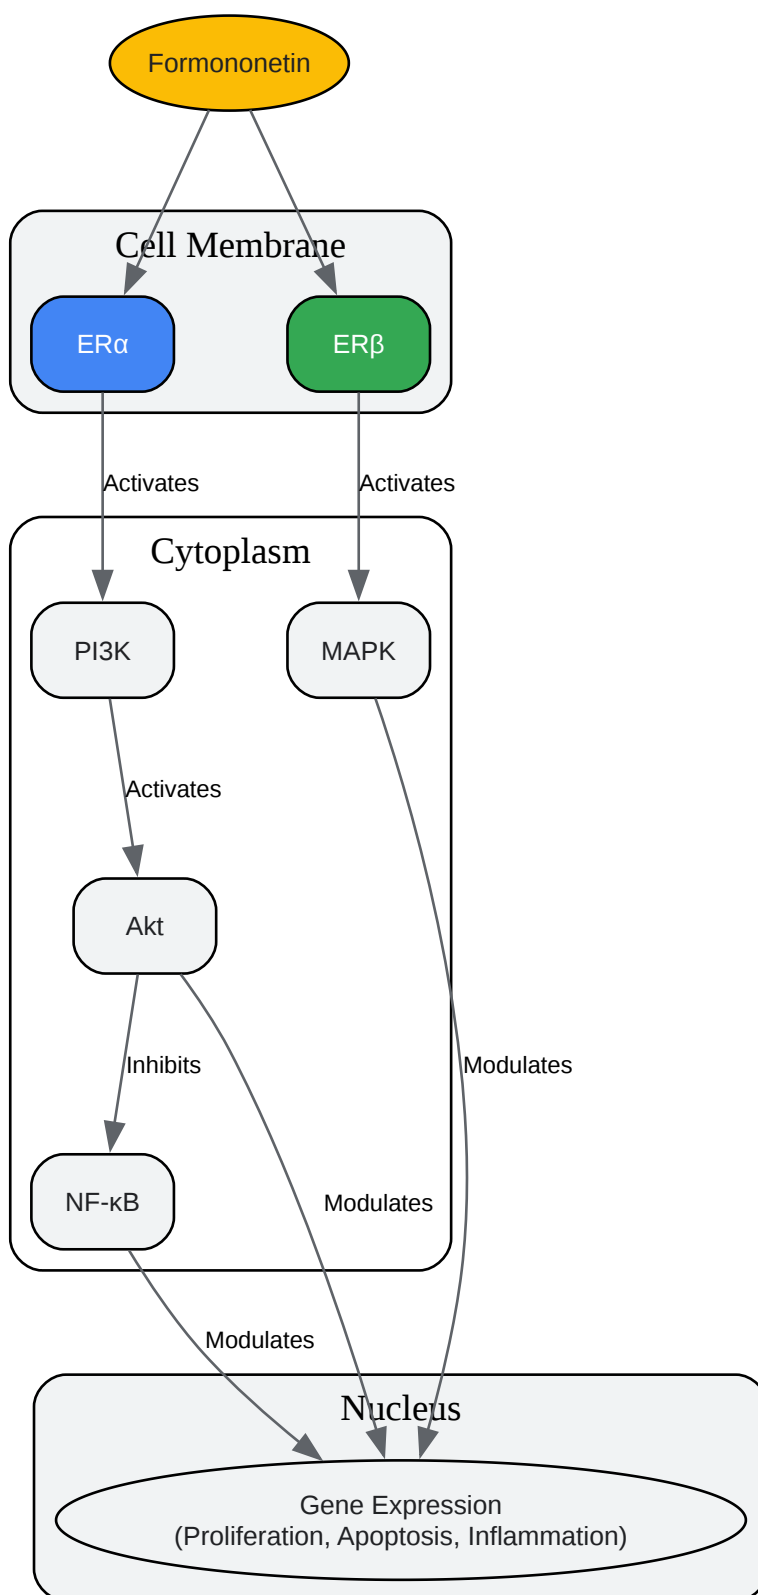 Formononetin
Cell Membrane
ERα
ERβ
Activates
Activates
Cytoplasm
PI3K
MAPK
Activates
Akt
Inhibits
Modulates
NF-κB
Modulates
Modulates
Nucleus
Gene Expression
(Proliferation, Apoptosis, Inflammation)